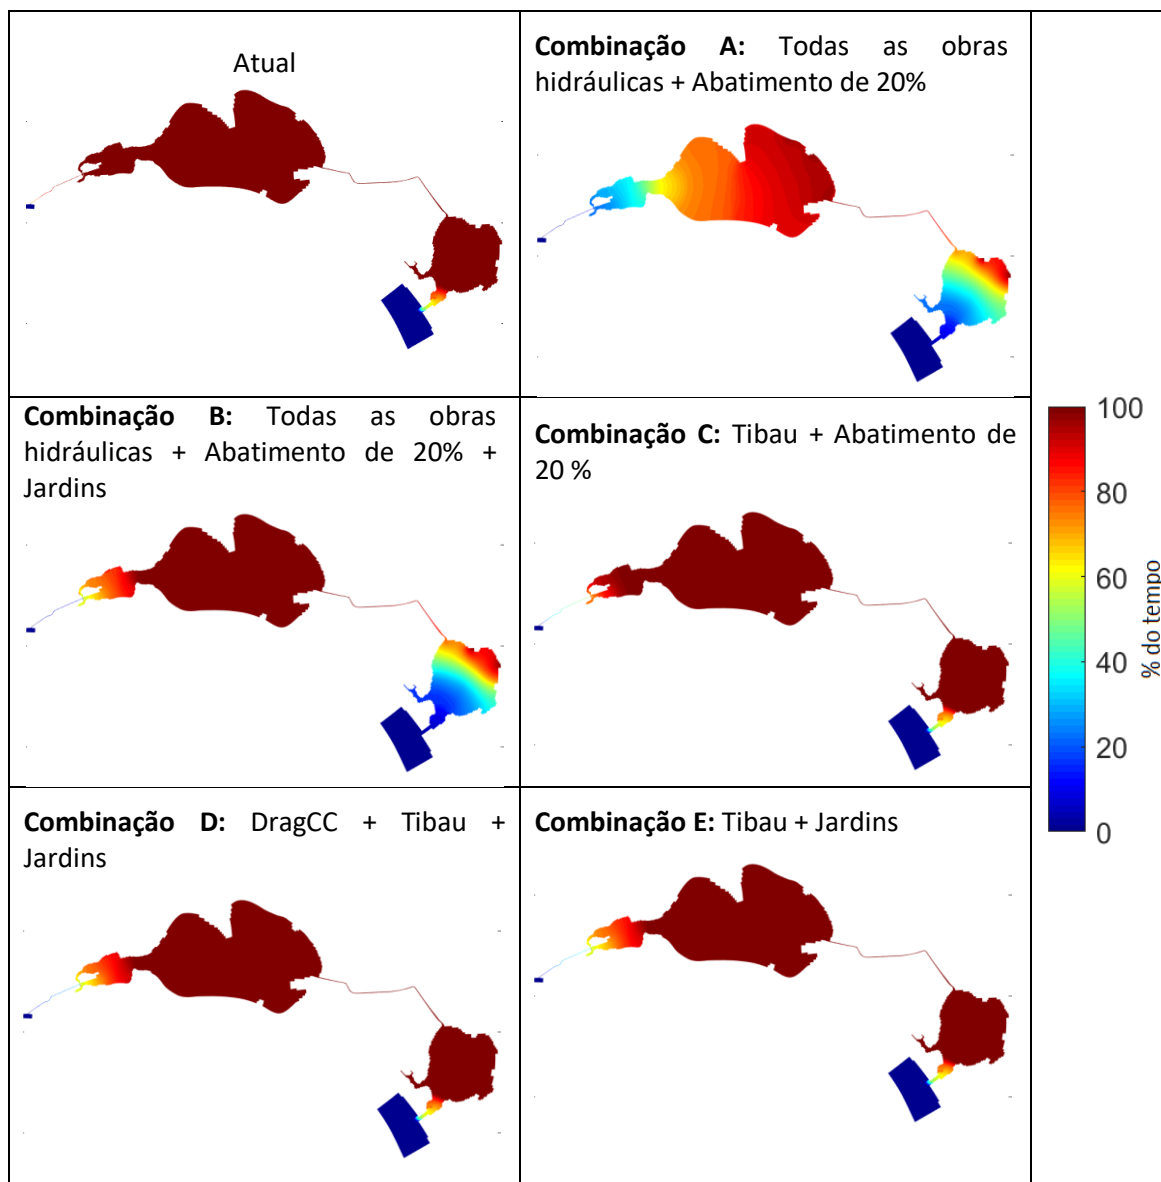 Atual
Combinação A: Todas as obras
hidráulicas + Abatimento de 20%
Combinação B: Todas as obras
hidráulicas + Abatimento de 20% +
Jardins
Combinação C: Tibau + Abatimento de
20 %
Combinação D: DragCC + Tibau +
Jardins
Combinação E: Tibau + Jardins
100
80
60
40
20
0
% do tempo